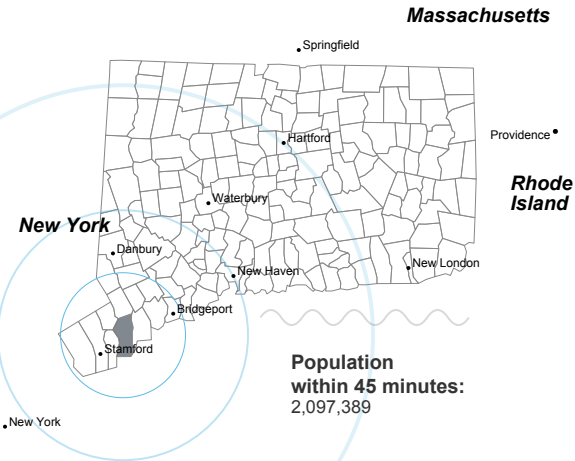 Massachusetts
Springfield
Hartford
Providence
Rhode
Island
Waterbury
New York
Danbury
New Haven
New London
Bridgeport
Stamford
Population
within 45 minutes:
2,097,389
New York